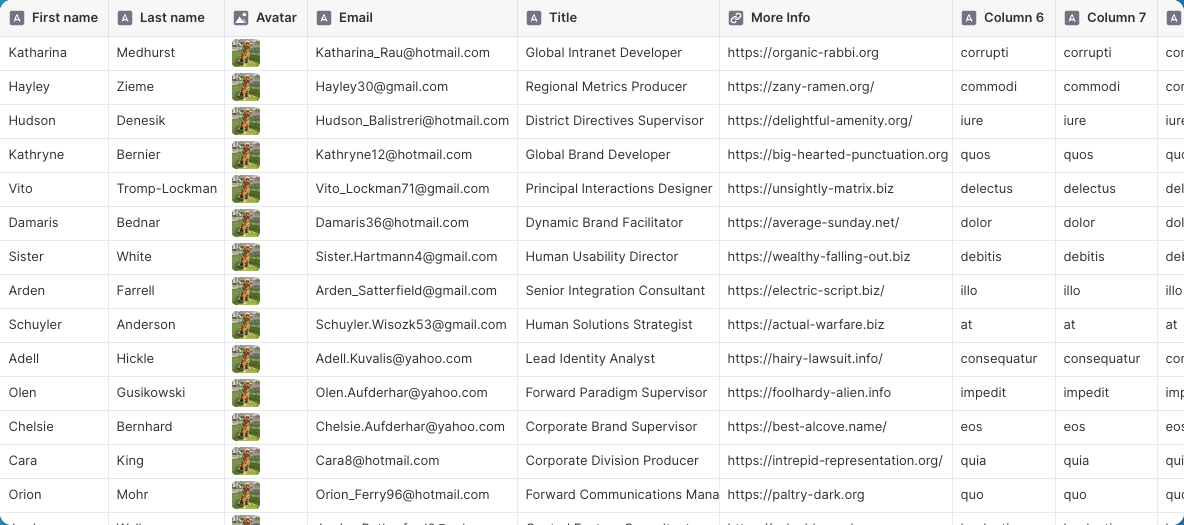 First name Last name Avatar Email Title More Info Column 6 Column 7
Katharina Medhurst Katharina_Rau@hotmail.com Global Intranet Developer https://organic-rabbi.org corrupti corrupti cor
Hayley Zieme Hayley30@gmail.com Regional Metrics Producer https://zany-ramen.org/ commodi commodi cor
Hudson Denesik Hudson_Balistreri@hotmail.com District Directives Supervisor https://delightful-amenity.org/ iure iure iure
Kathryne Bernier Kathryne12@hotmail.com Global Brand Developer https://big-hearted-punctuation.org quos quos quo
Vito Tromp-Lockman Vito_Lockman71@gmail.com Principal Interactions Designer https://unsightly-matrix.biz delectus delectus del
Damaris Bednar Damaris36@hotmail.com Dynamic Brand Facilitator https://average-sunday.net/ dolor dolor dol
Sister White Sister.Hartmann4@gmail.com Human Usability Director https://wealthy-falling-out.biz debitis debitis deb
Arden Farrell Arden_Satterfield@gmail.com Senior Integration Consultant https://electric-script.biz/ illo illo illo
Schuyler Anderson Schuyler.Wisozk53@gmail.com Human Solutions Strategist https://actual-warfare.biz at at at
Adell Hickle Adell.Kuvalis@yahoo.com Lead Identity Analyst https://hairy-lawsuit.info/ consequatur consequatur cor
Olen Gusikowski Olen.Aufderhar@yahoo.com Forward Paradigm Supervisor https://foolhardy-alien.info impedit impedit imp
Chelsie Bernhard Chelsie.Aufderhar@yahoo.com Corporate Brand Supervisor https://best-alcove.name/ eos eos eos
Cara King Cara8@hotmail.com Corporate Division Producer https://intrepid-representation.org/ quia quia qui
Orion Mohr Orion_Ferry96@hotmail.com Forward Communications Mana https://paltry-dark.org quo quo quo